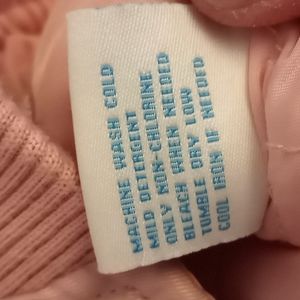 MACHINE WASH COLD
MILD DETERGENT
ONLY NON-CHLORINE
BLEACH WHEN NEEDED
TUMBLE DRY LOW
COOL IRON IF NEEDED